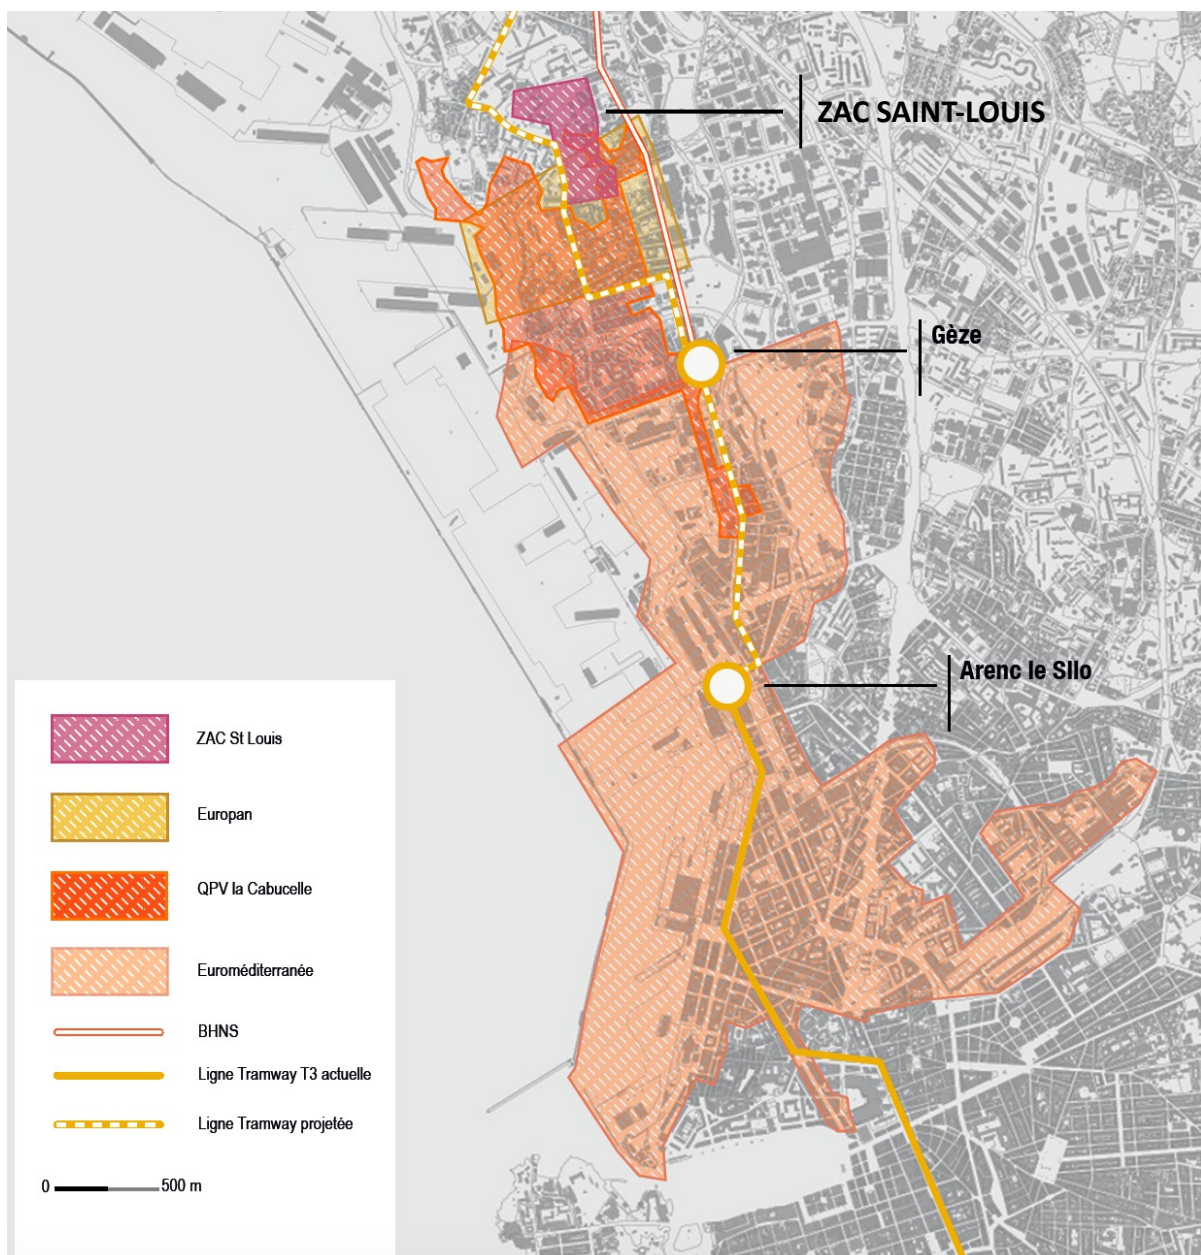 ZAC SAINT-LOUIS
Gèze
Arenc le SIlo
ZAC St Louis
Europan
QPV la Cabucelle
Euroméditerranée
BHNS
Ligne Tramway T3 actuelle
Ligne Tramway projetée
0 500 m